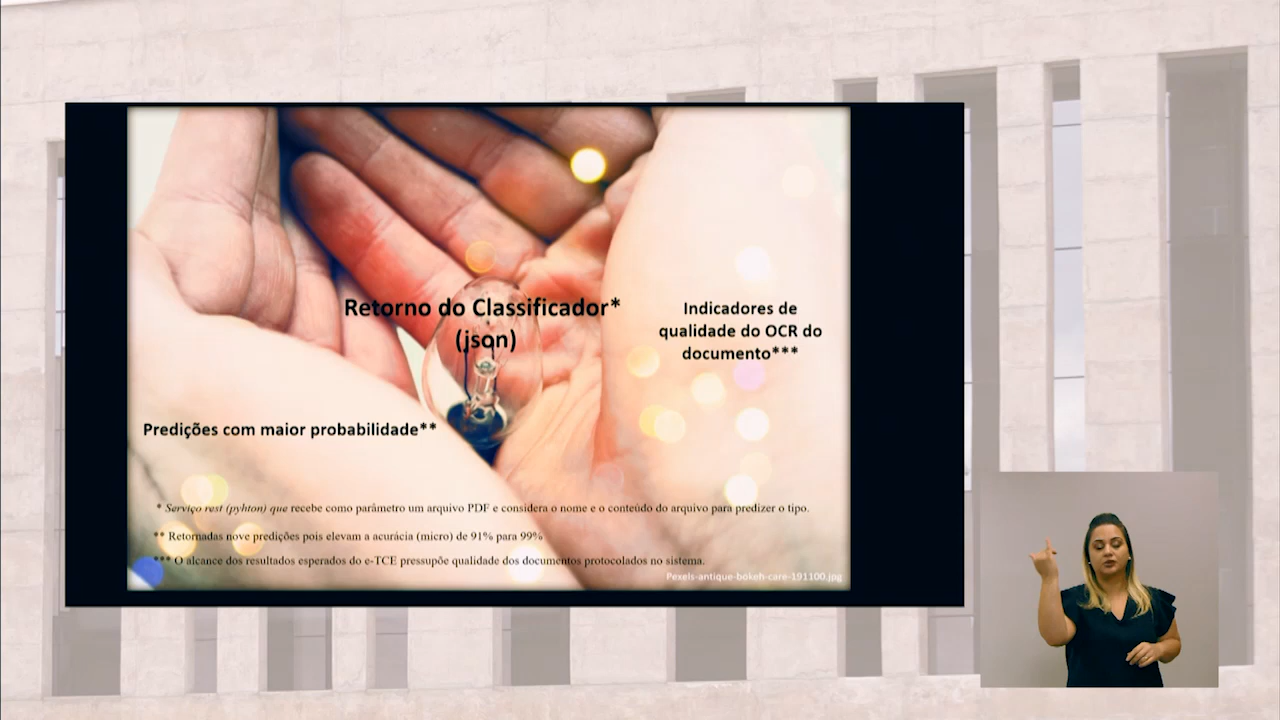 Retorno do Classificador*
(json)
Indicadores de
qualidade do OCR do
documento***
Predições com maior probabilidade**
* Serviço rest (pyhton) que recebe como parâmetro um arquivo PDF e considera o nome e o conteúdo do arquivo para predizer o tipo.
** Retornadas nove predições pois elevam a acurácia (micro) de 91% para 99%
*** O alcance dos resultados esperados do e-TCE pressupõe qualidade dos documentos protocolados no sistema.
Pexels-antique-bokeh-care-191100.jpg